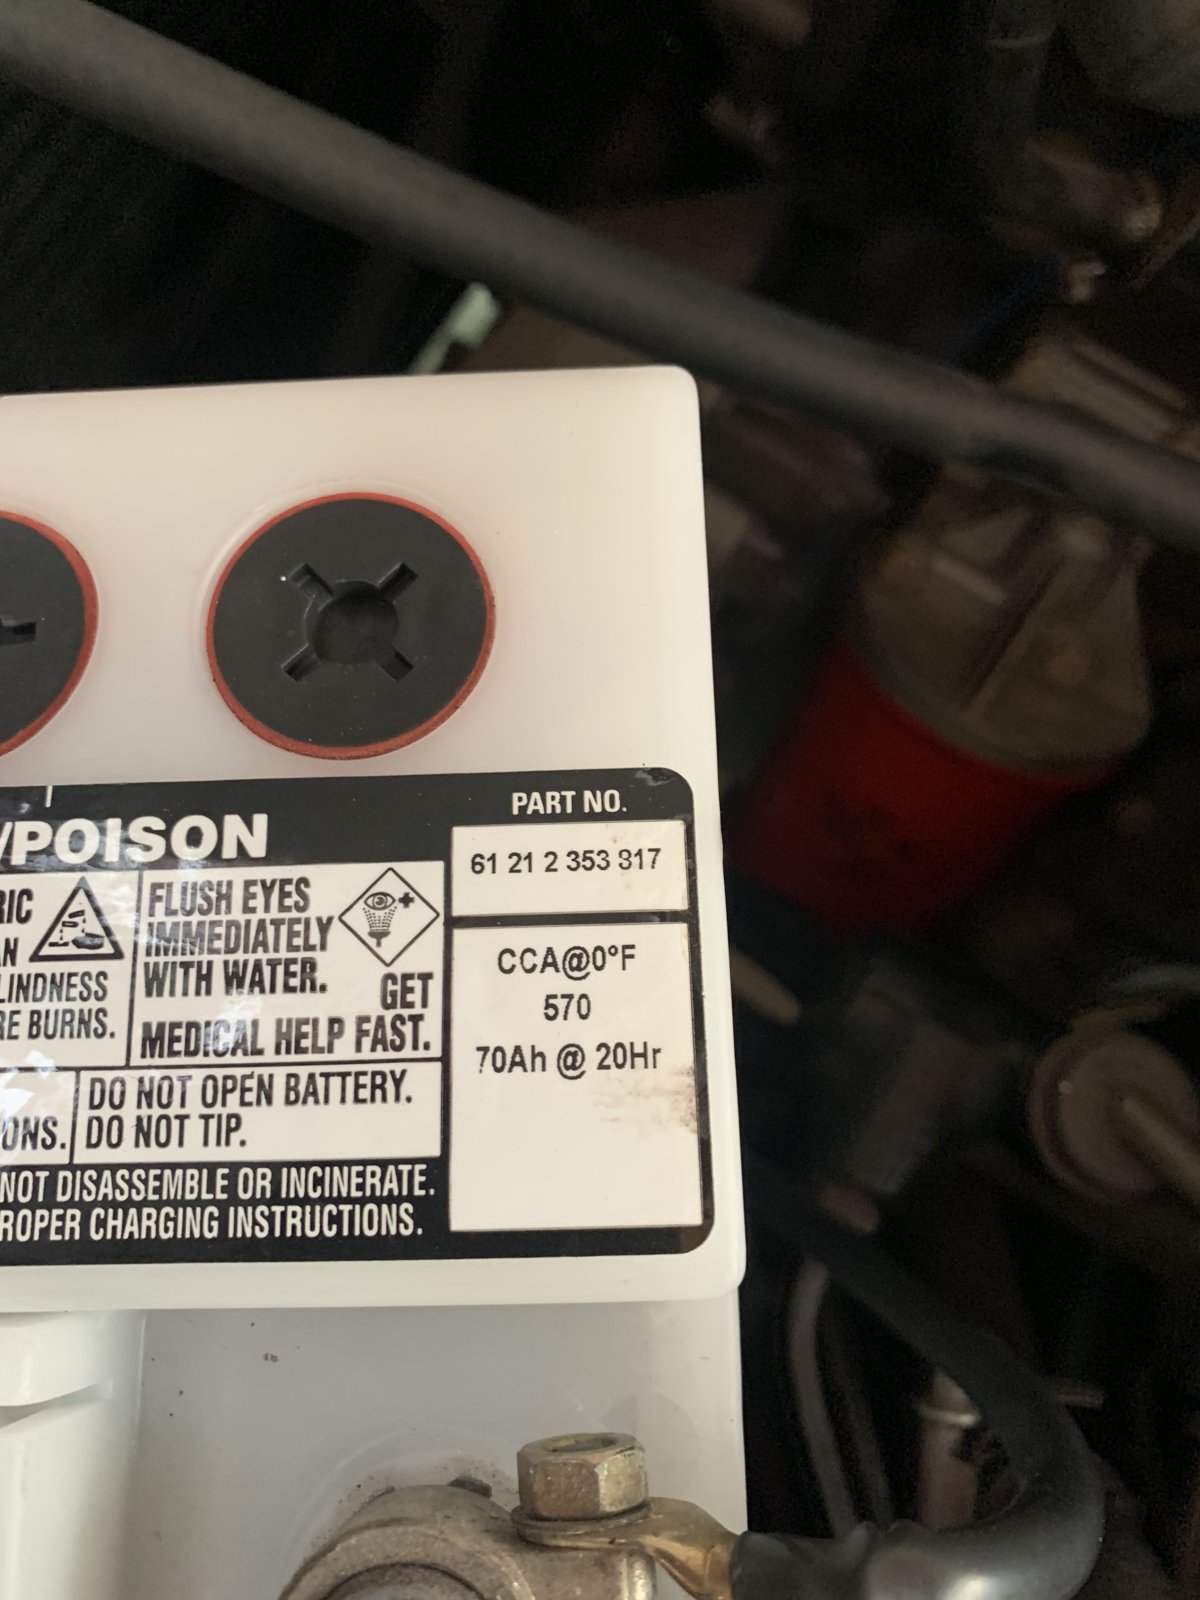 /POISON
PART NO.
61 21 2 353 817
RIC
AN
LINDNESS
RE BURNS.
FLUSH EYES
IMMEDIATELY
WITH WATER.
GET
MEDICAL HELP FAST.
CCA@0°F
570
70Ah @ 20Hr
ONS.
DO NOT OPEN BATTERY.
DO NOT TIP.
NOT DISASSEMBLE OR INCINERATE.
ROPER CHARGING INSTRUCTIONS.